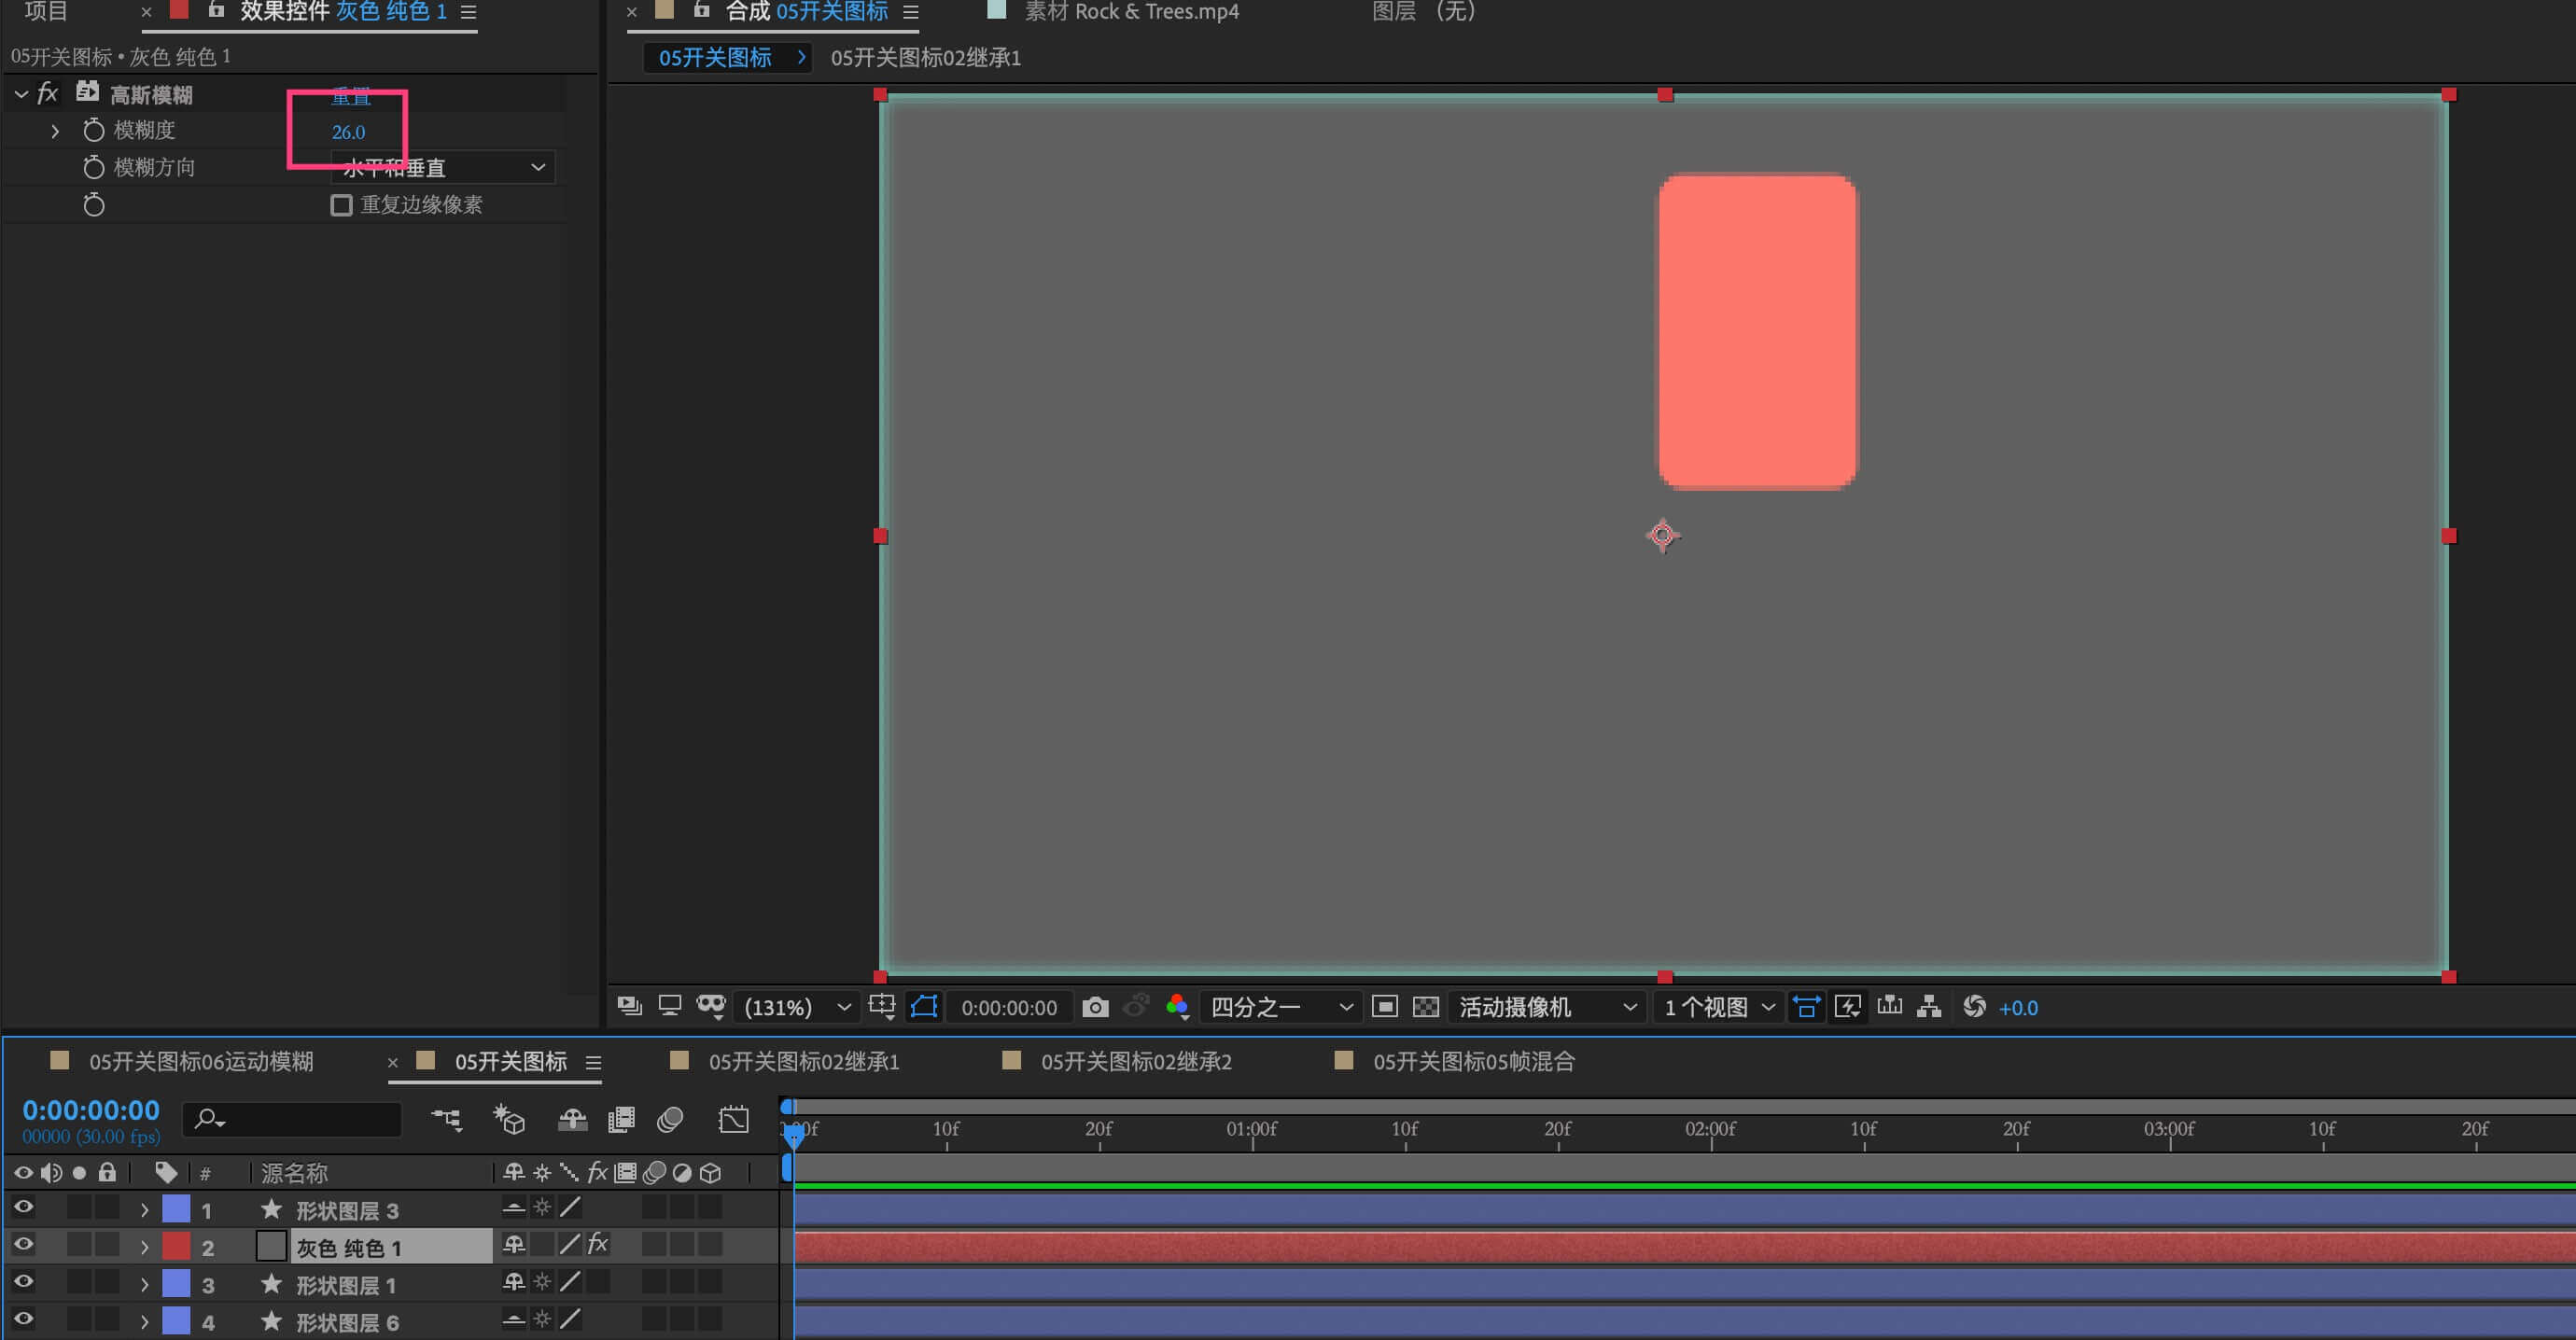 项目
× 效果控件 灰色 纯色 1 ☰
× 合成 05开关图标 ☰
素材 Rock & Trees.mp4
图层 （无）
05开关图标 • 灰色 纯色 1
05开关图标 > 05开关图标02继承1
fx 高斯模糊 重置
模糊度 26.0
模糊方向 水平和垂直
重复边缘像素
(131%) 0:00:00:00 四分之一 活动摄像机 1 个视图 +0.0
05开关图标06运动模糊 × 05开关图标 ☰ 05开关图标02继承1 05开关图标02继承2 05开关图标05帧混合
0:00:00:00
00000 (30.00 fps)
:00f 10f 20f 01:00f 10f 20f 02:00f 10f 20f 03:00f 10f 20f
# 源名称 fx
1 形状图层 3
2 灰色 纯色 1 fx
3 形状图层 1
4 形状图层 6